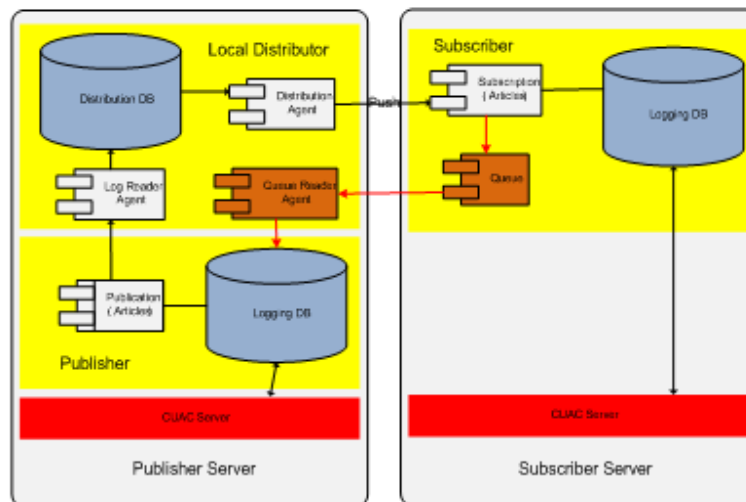 Local Distributor
Distribution DB
Distribution
Agent
Push
Log Reader
Agent
Queue Reader
Agent
Publication
( Articles)
Logging DB
Publisher
CUAC Server
Publisher Server
Subscriber
Subscription
( Articles)
Logging DB
Queue
CUAC Server
Subscriber Server